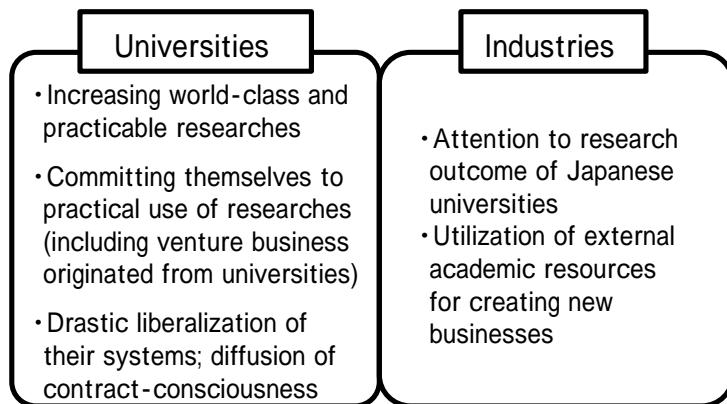 Universities
・Increasing world-class and
practicable researches
・Committing themselves to
practical use of researches
(including venture business
originated from universities)
・Drastic liberalization of
their systems; diffusion of
contract-consciousness
Industries
・Attention to research
outcome of Japanese
universities
・Utilization of external
academic resources
for creating new
businesses